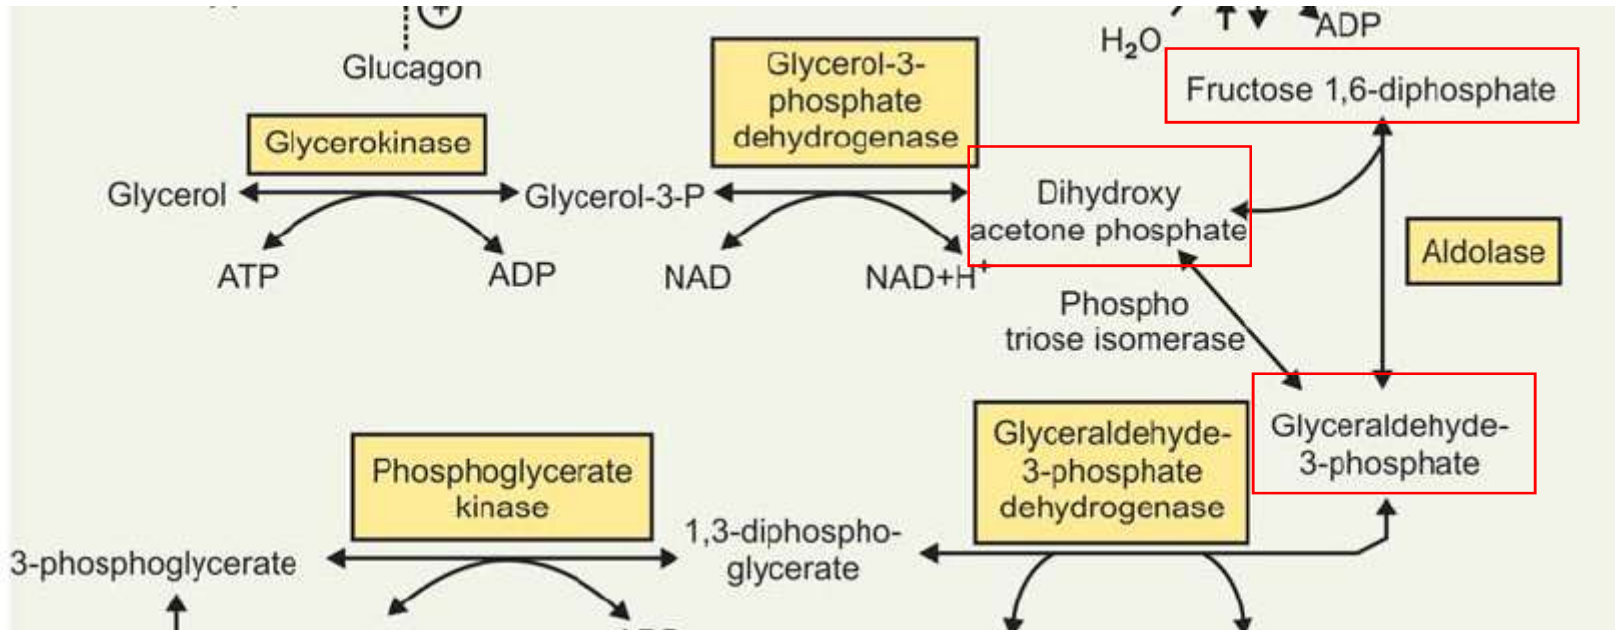 ADP
H₂O
Glucagon
Glycerol-3-
phosphate
dehydrogenase
Fructose 1,6-diphosphate
Glycerokinase
Glycerol
Glycerol-3-P
Dihydroxy
acetone phosphate
Aldolase
ATP
ADP
NAD
NAD+H⁺
Phospho
triose isomerase
Glyceraldehyde-
3-phosphate
dehydrogenase
Glyceraldehyde-
3-phosphate
Phosphoglycerate
kinase
1,3-diphospho-
glycerate
3-phosphoglycerate